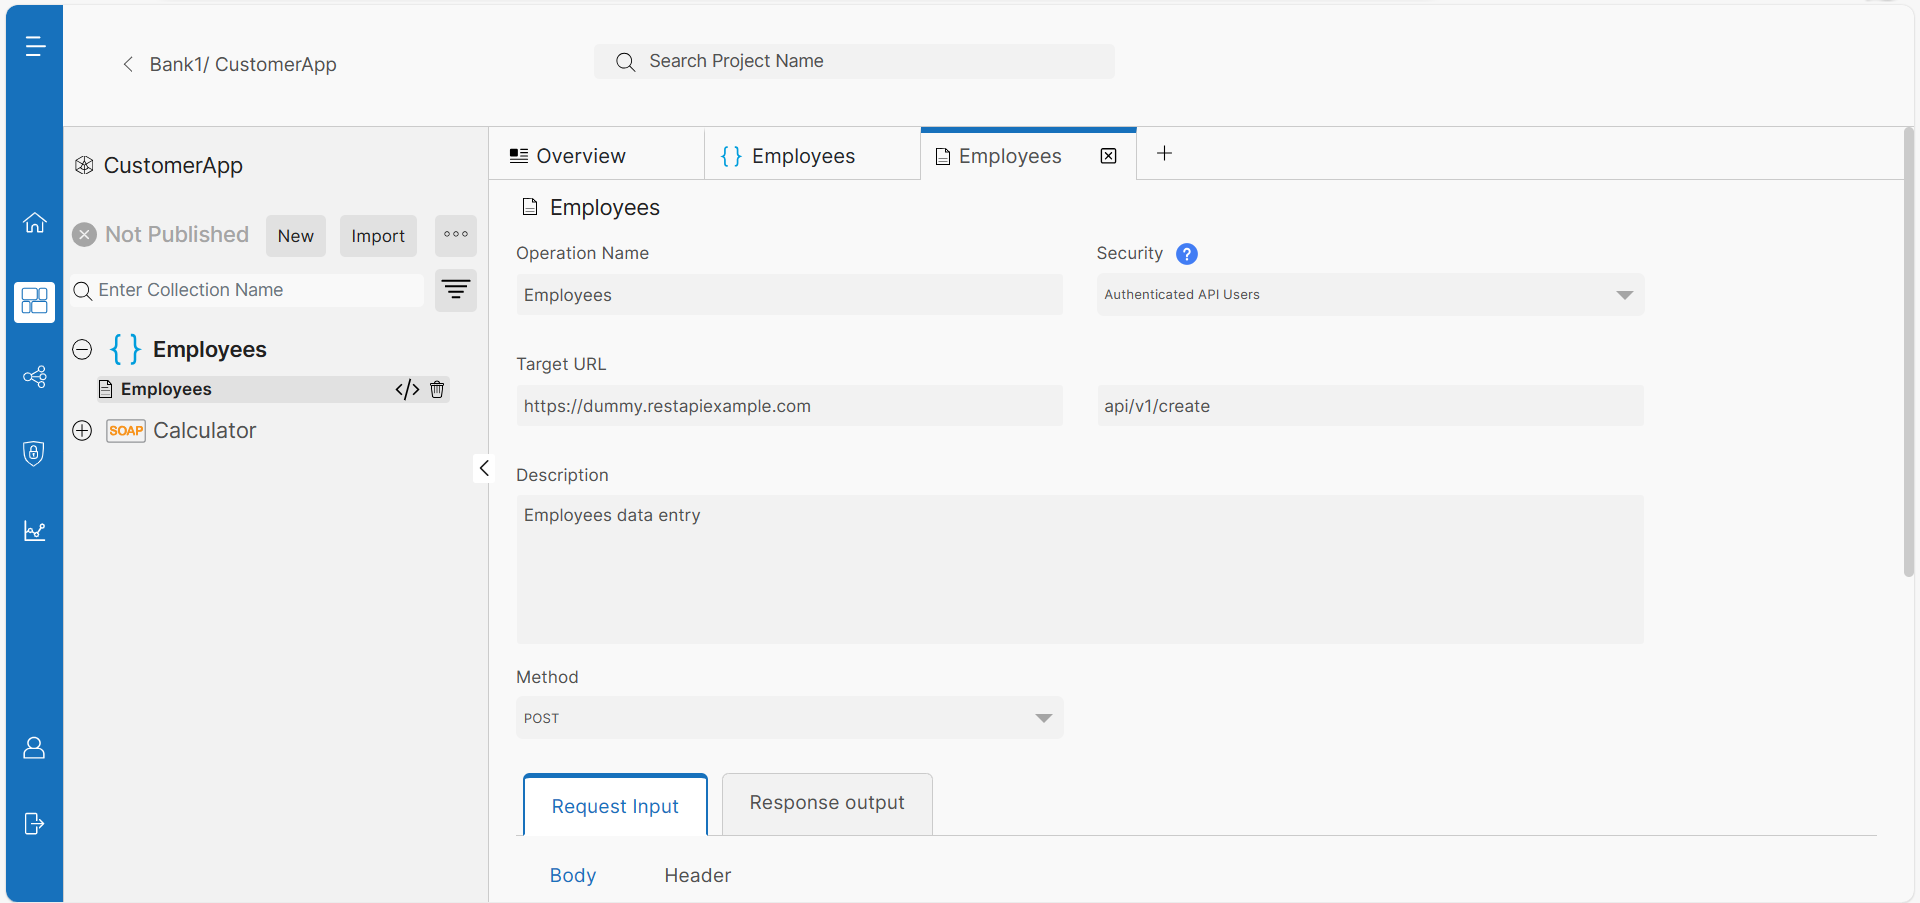 Bank1/ CustomerApp
Search Project Name
CustomerApp
Not Published
New
Import
Enter Collection Name
{ } Employees
Employees
</>
SOAP Calculator
Overview
{ } Employees
Employees
+
Employees
Operation Name
Security ?
Employees
Authenticated API Users
Target URL
https://dummy.restapiexample.com
api/v1/create
Description
Employees data entry
Method
POST
Request Input
Response output
Body
Header